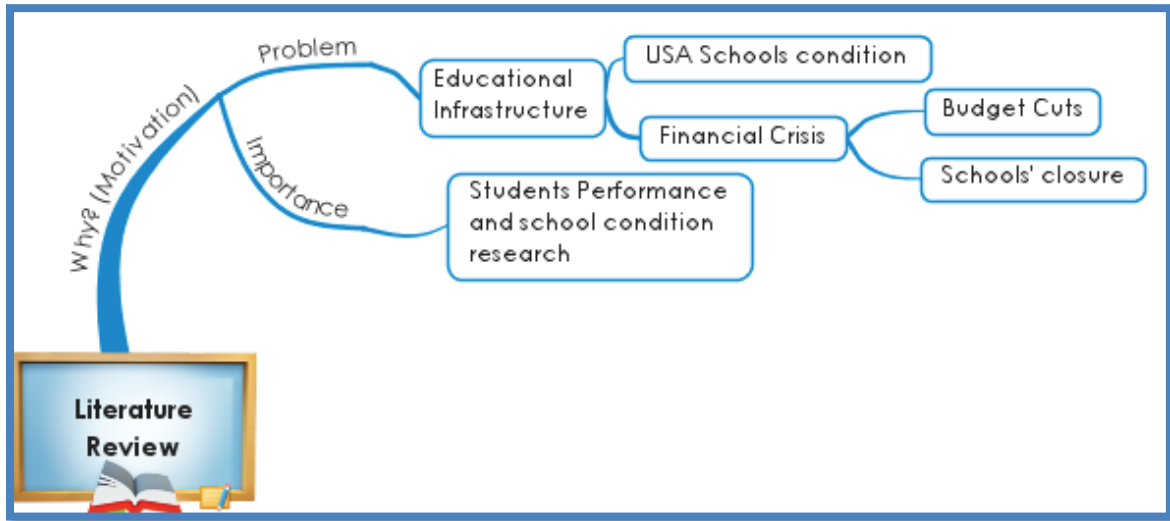 Problem
Why? (Motivation)
Importance
Educational
Infrastructure
USA Schools condition
Financial Crisis
Budget Cuts
Schools' closure
Students Performance
and school condition
research
Literature
Review